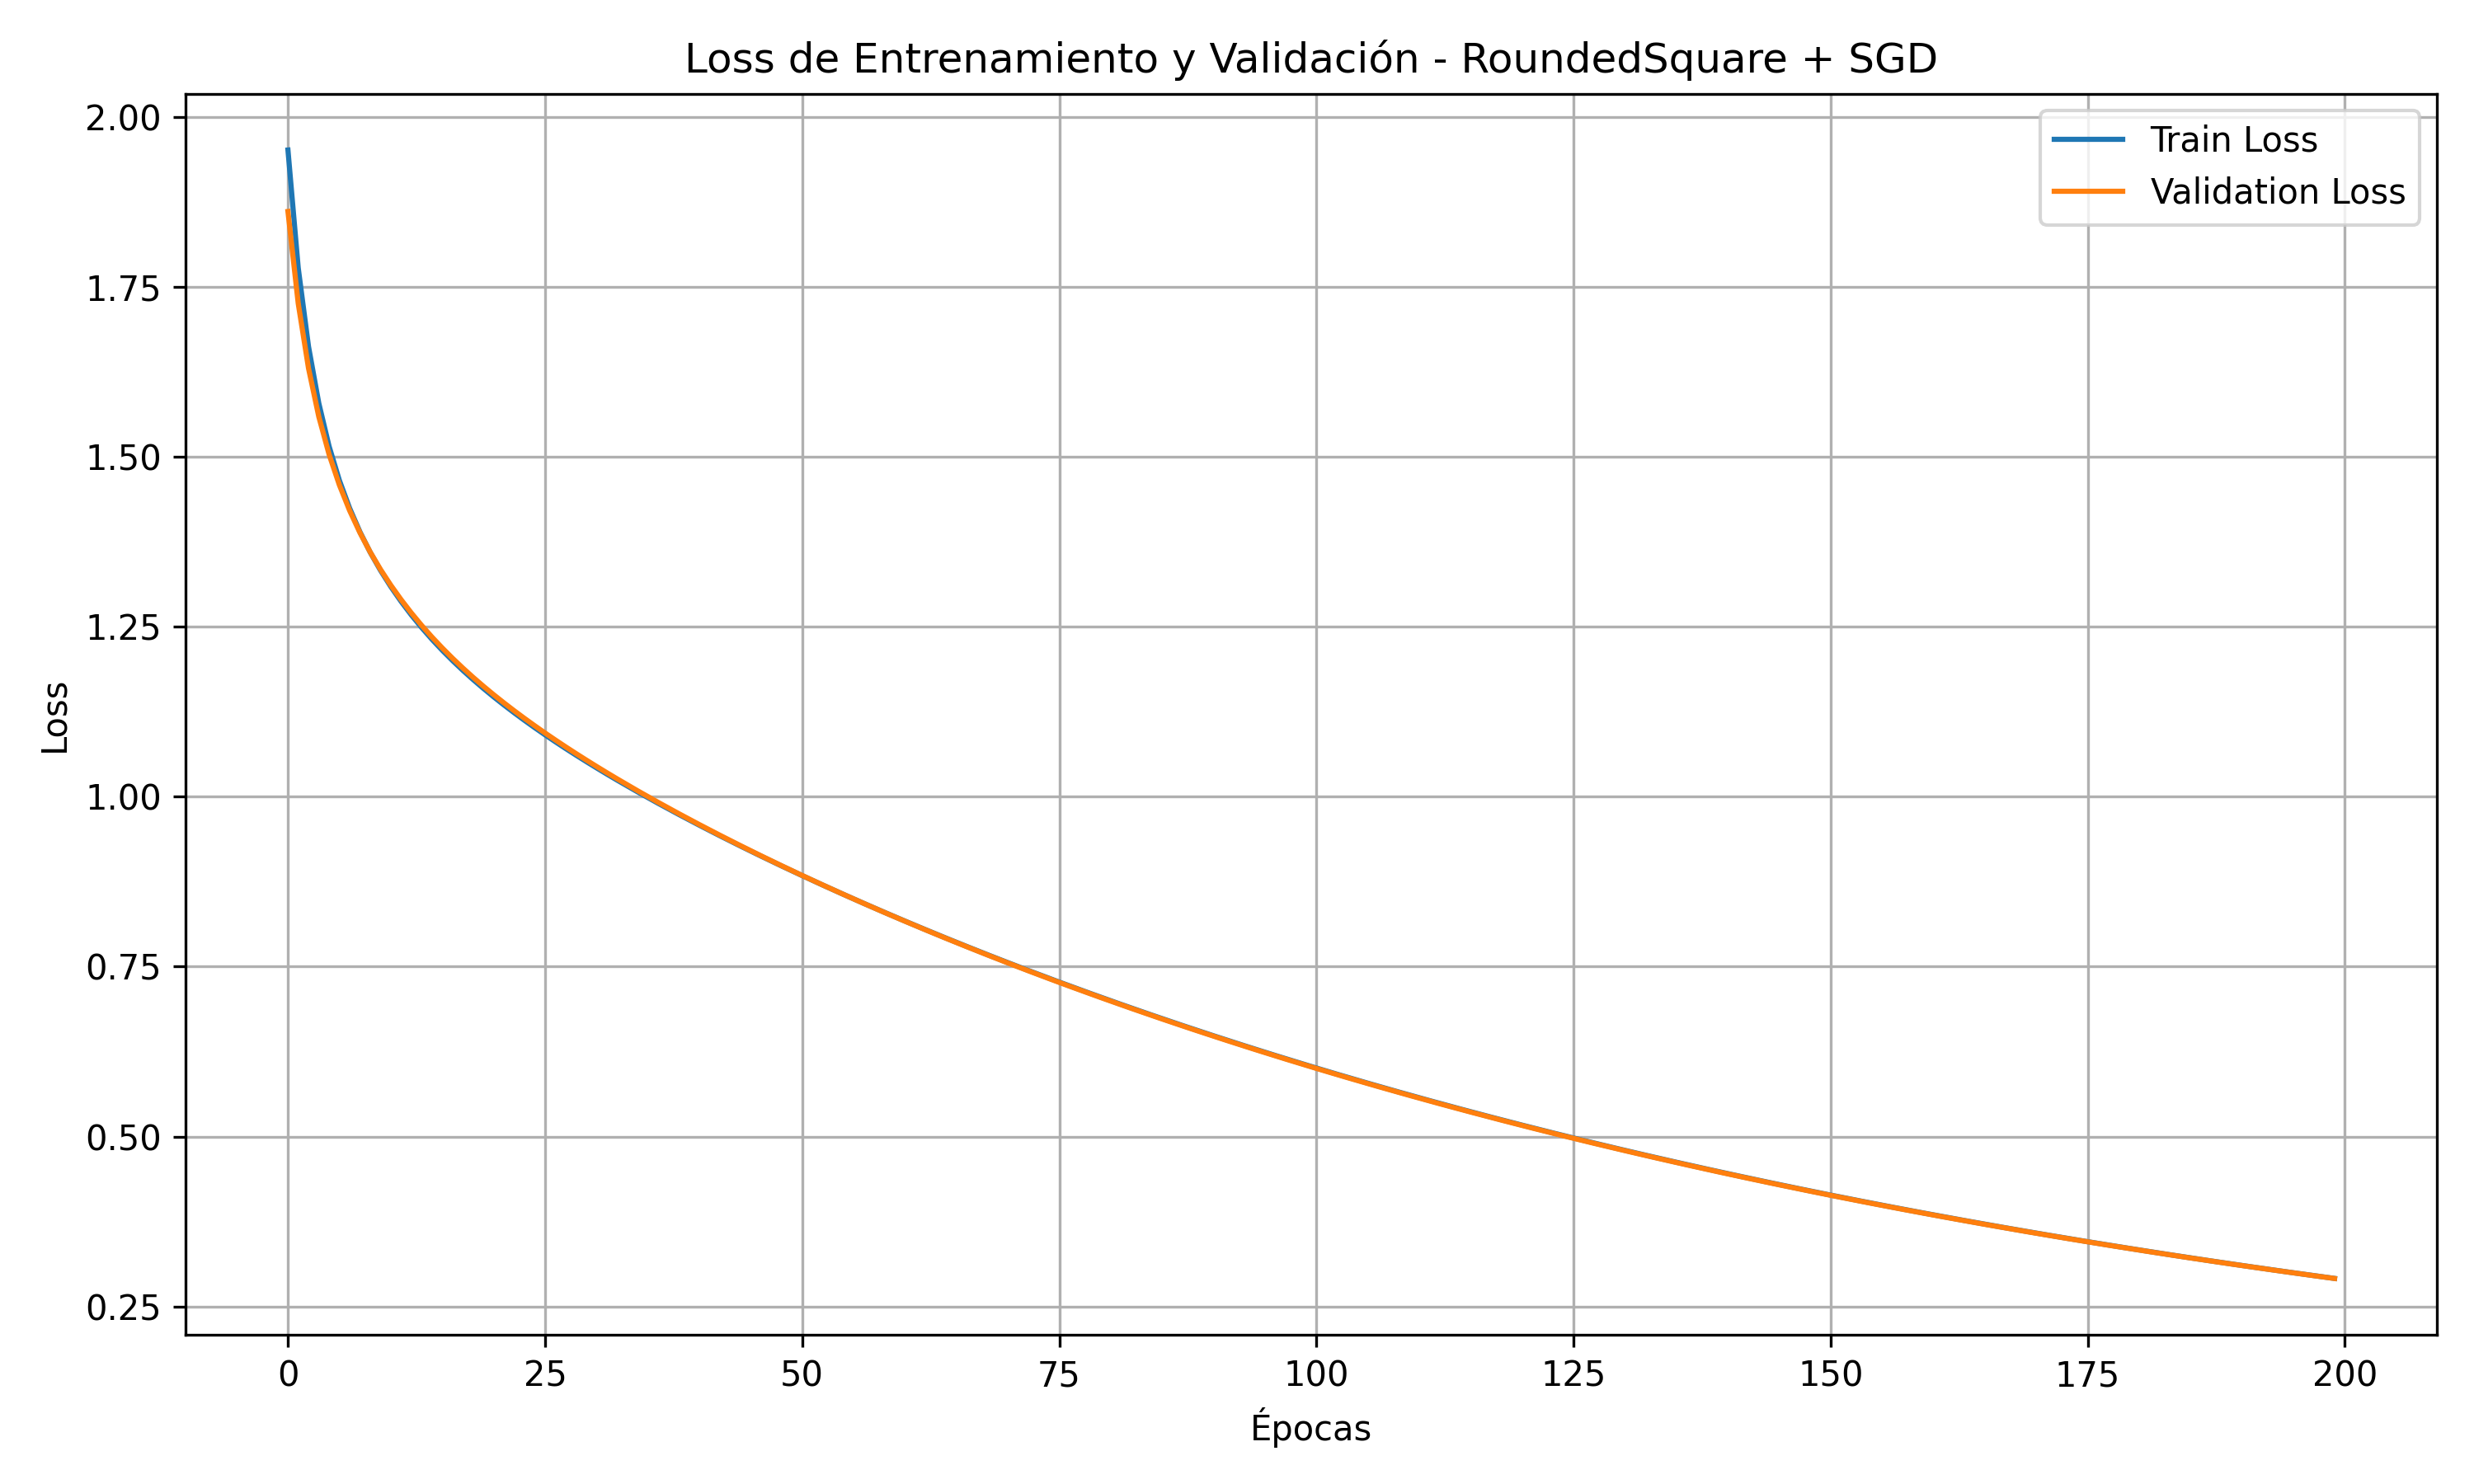 Loss de Entrenamiento y Validación - RoundedSquare + SGD
Train Loss
Validation Loss
2.00
1.75
1.50
1.25
1.00
0.75
0.50
0.25
Loss
0 25 50 75 100 125 150 175 200
Épocas